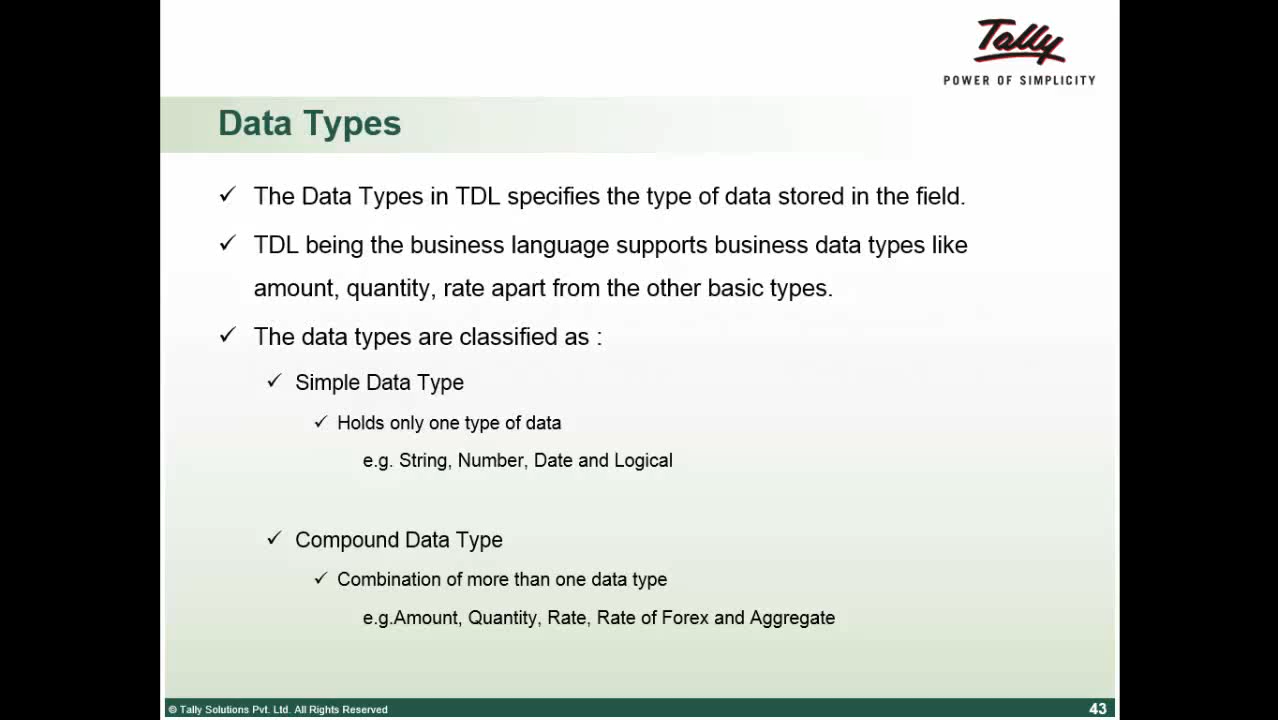 Tally
POWER OF SIMPLICITY
Data Types
The Data Types in TDL specifies the type of data stored in the field.
TDL being the business language supports business data types like
amount, quantity, rate apart from the other basic types.
The data types are classified as :
Simple Data Type
Holds only one type of data
e.g. String, Number, Date and Logical
Compound Data Type
Combination of more than one data type
e.g.Amount, Quantity, Rate, Rate of Forex and Aggregate
© Tally Solutions Pvt. Ltd. All Rights Reserved
43